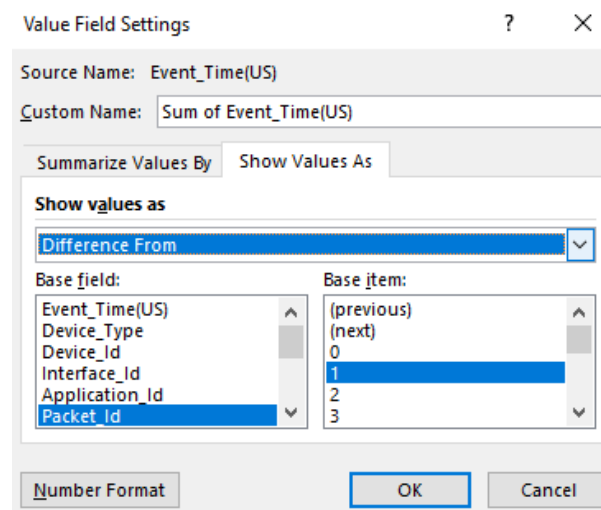 Value Field Settings ? ×
Source Name: Event_Time(US)
Custom Name: Sum of Event_Time(US)
Summarize Values By Show Values As
Show values as
Difference From
Base field: Base item:
Event_Time(US) (previous)
Device_Type (next)
Device_Id 0
Interface_Id 1
Application_Id 2
Packet_Id 3
Number Format OK Cancel